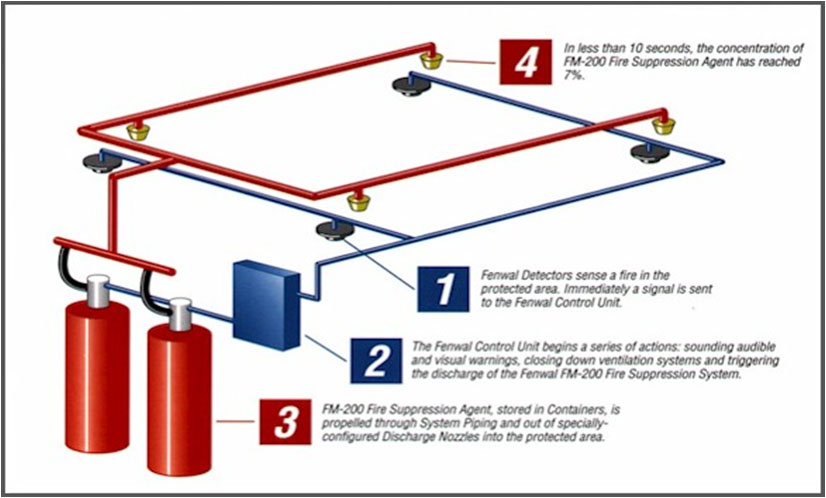 4
In less than 10 seconds, the concentration of
FM-200 Fire Suppression Agent has reached
7%.
1
Fenwal Detectors sense a fire in the
protected area. Immediately a signal is sent
to the Fenwal Control Unit.
2
The Fenwal Control Unit begins a series of actions: sounding audible
and visual warnings, closing down ventilation systems and triggering
the discharge of the Fenwal FM-200 Fire Suppression System.
3
FM-200 Fire Suppression Agent, stored in Containers, is
propelled through System Piping and out of specially-
configured Discharge Nozzles into the protected area.